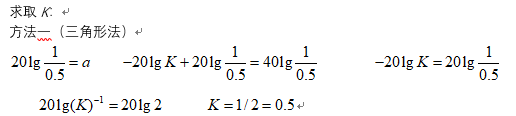 求取 K:
方法一（三角形法）
20lg 1/0.5 = a　-20lg K + 20lg 1/0.5 = 40lg 1/0.5　-20lg K = 20lg 1/0.5
20lg(K)⁻¹ = 20lg 2　K = 1/2 = 0.5